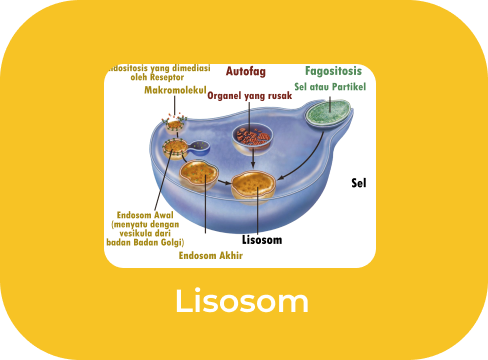 ndositosis yang dimediasi
oleh Reseptor
Autofag
Fagositosis
Makromolekul
Organel yang rusak
Sel atau Partikel
Sel
Endosom Awal
(menyatu dengan
vesikula dari
badan Badan Golgi)
Lisosom
Endosom Akhir
Lisosom